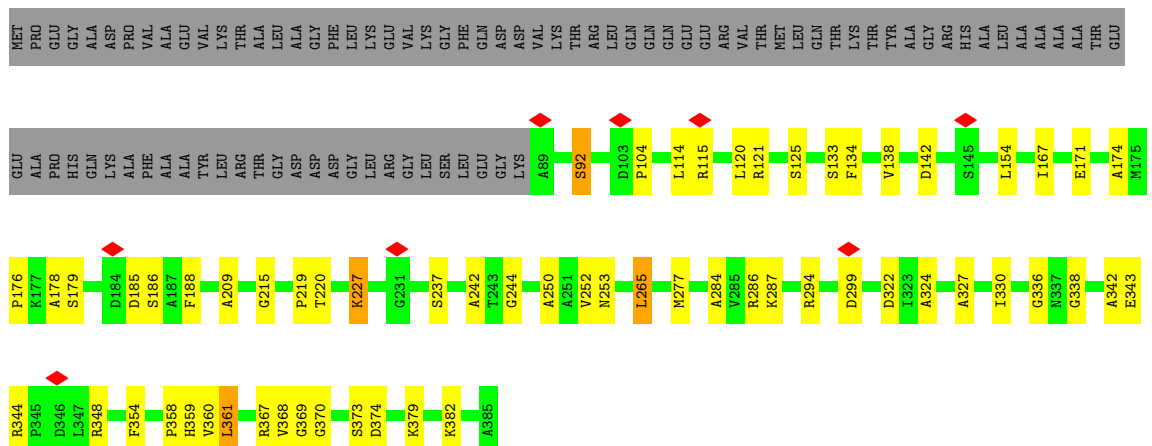 MET PRO GLU GLY ALA ASP PRO VAL ALA GLU VAL LYS THR ALA LEU ALA GLY PHE LEU LYS GLU VAL LYS GLY PHE GLN ASP ASP VAL LYS THR ARG LEU GLN GLN GLN GLU GLU ARG VAL THR MET LEU GLN THR LYS THR TYR ALA GLY ARG HIS ALA LEU ALA ALA ALA ALA THR GLU
GLU ALA PRO HIS GLN LYS ALA PHE ALA ALA TYR LEU ARG THR GLY ASP ASP ASP GLY LEU ARG GLY LEU SER LEU GLU GLY LYS A89 S92 D103 P104 L114 R115 L120 R121 S125 S133 F134 V138 D142 S145 L154 I167 E171 A174 M175
P176 K177 A178 S179 D184 D185 S186 A187 F188 A209 G215 P219 T220 K227 G231 S237 A242 T243 G244 A250 A251 V252 N253 L265 M277 A284 V285 R286 K287 R294 D299 D322 I323 A324 A327 I330 G336 N337 G338 A342 E343
R344 P345 D346 L347 R348 F354 P358 H359 V360 L361 R367 V368 G369 G370 S373 D374 K379 K382 A385